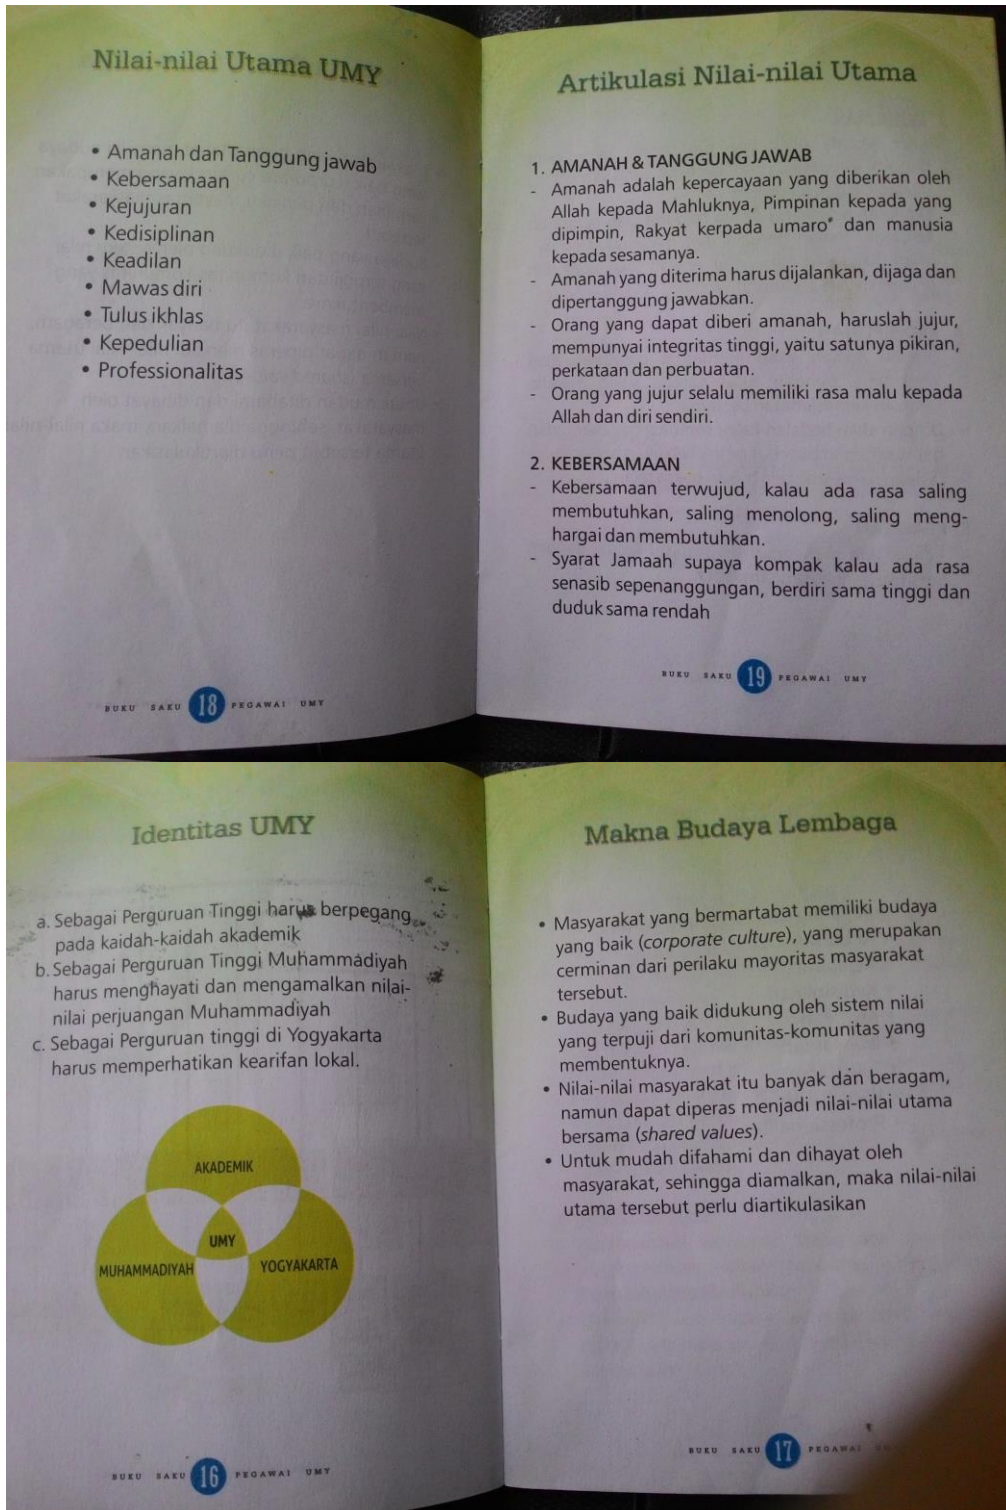 Nilai-nilai Utama UMY
• Amanah dan Tanggung jawab
• Kebersamaan
• Kejujuran
• Kedisiplinan
• Keadilan
• Mawas diri
• Tulus ikhlas
• Kepedulian
• Professionalitas
BUKU SAKU 18 PEGAWAI UMY
Artikulasi Nilai-nilai Utama
1. AMANAH & TANGGUNG JAWAB
- Amanah adalah kepercayaan yang diberikan oleh
Allah kepada Mahluknya, Pimpinan kepada yang
dipimpin, Rakyat kerpada umaro" dan manusia
kepada sesamanya.
- Amanah yang diterima harus dijalankan, dijaga dan
dipertanggung jawabkan.
- Orang yang dapat diberi amanah, haruslah jujur,
mempunyai integritas tinggi, yaitu satunya pikiran,
perkataan dan perbuatan.
- Orang yang jujur selalu memiliki rasa malu kepada
Allah dan diri sendiri.
2. KEBERSAMAAN
- Kebersamaan terwujud, kalau ada rasa saling
membutuhkan, saling menolong, saling meng-
hargai dan membutuhkan.
- Syarat Jamaah supaya kompak kalau ada rasa
senasib sepenanggungan, berdiri sama tinggi dan
duduk sama rendah
BUKU SAKU 19 PEGAWAI UMY
Identitas UMY
a. Sebagai Perguruan Tinggi harus berpegang
pada kaidah-kaidah akademik
b. Sebagai Perguruan Tinggi Muhammadiyah
harus menghayati dan mengamalkan nilai-
nilai perjuangan Muhammadiyah
c. Sebagai Perguruan tinggi di Yogyakarta
harus memperhatikan kearifan lokal.
AKADEMIK
UMY
MUHAMMADIYAH
YOGYAKARTA
BUKU SAKU 16 PEGAWAI UMY
Makna Budaya Lembaga
• Masyarakat yang bermartabat memiliki budaya
yang baik (corporate culture), yang merupakan
cerminan dari perilaku mayoritas masyarakat
tersebut.
• Budaya yang baik didukung oleh sistem nilai
yang terpuji dari komunitas-komunitas yang
membentuknya.
• Nilai-nilai masyarakat itu banyak dan beragam,
namun dapat diperas menjadi nilai-nilai utama
bersama (shared values).
• Untuk mudah difahami dan dihayat oleh
masyarakat, sehingga diamalkan, maka nilai-nilai
utama tersebut perlu diartikulasikan
BUKU SAKU 17 PEGAWAI